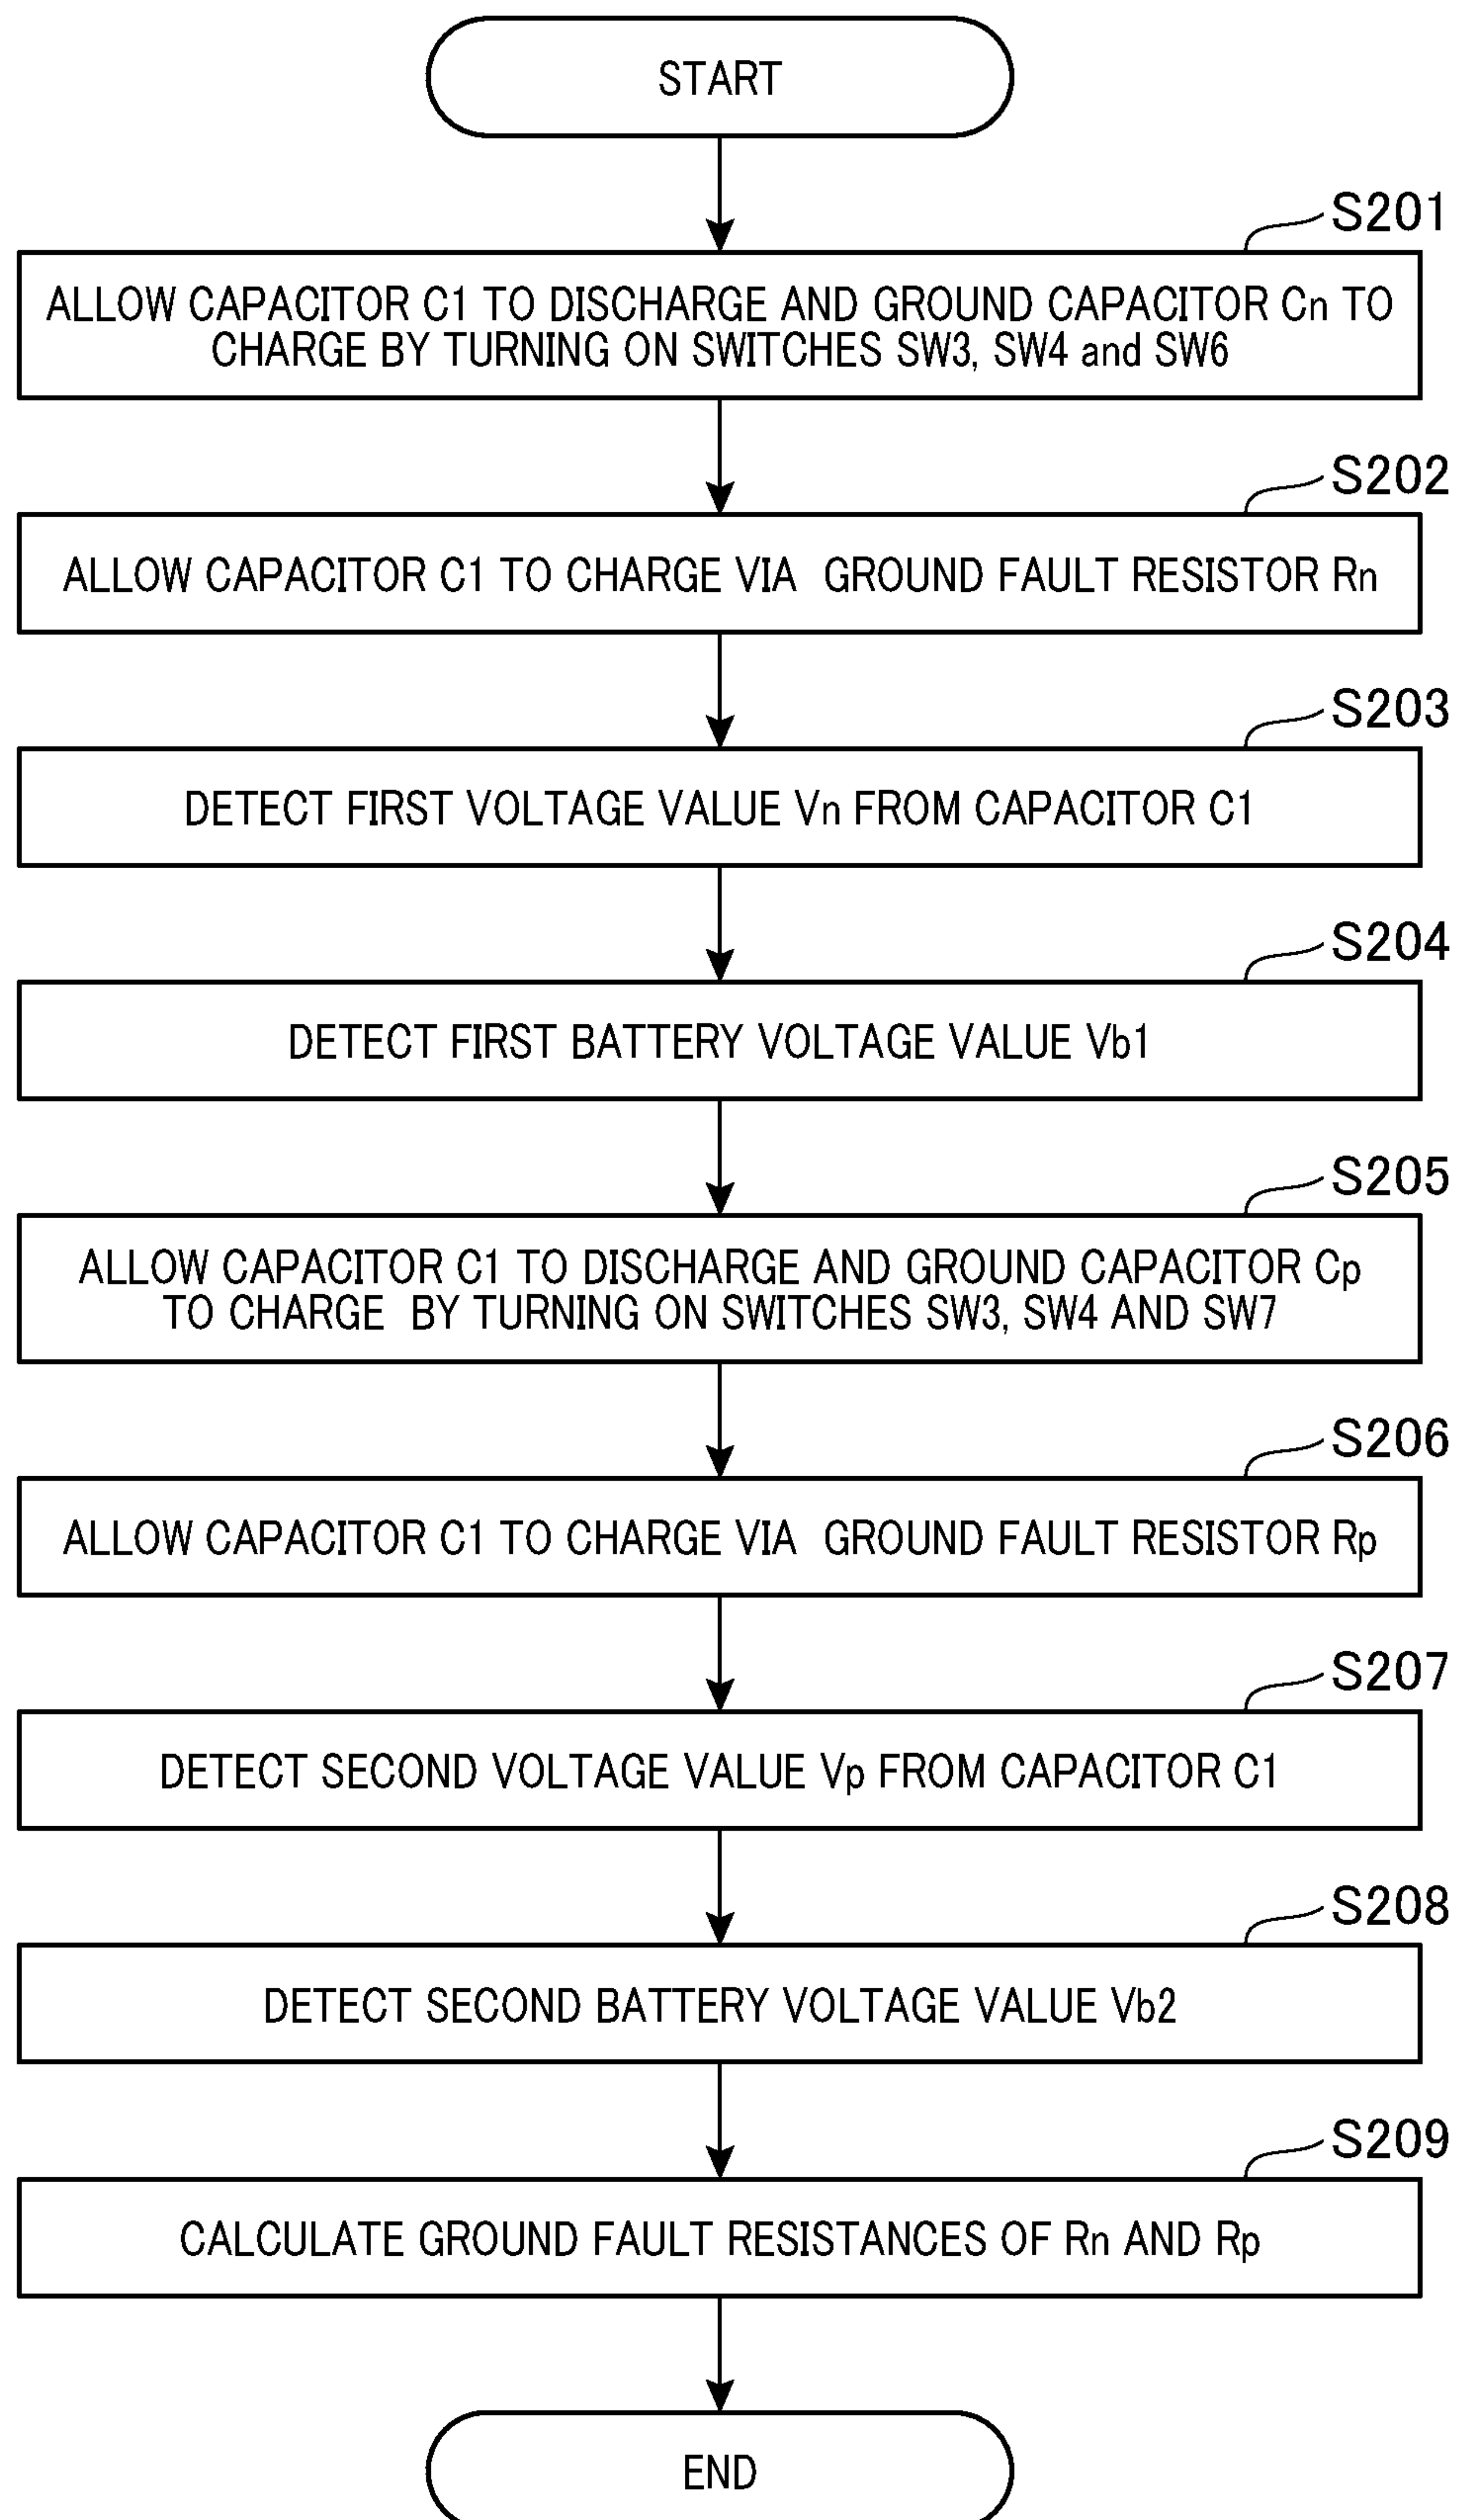 START
S201
ALLOW CAPACITOR C1 TO DISCHARGE AND GROUND CAPACITOR Cn TO
CHARGE BY TURNING ON SWITCHES SW3, SW4 and SW6
S202
ALLOW CAPACITOR C1 TO CHARGE VIA GROUND FAULT RESISTOR Rn
S203
DETECT FIRST VOLTAGE VALUE Vn FROM CAPACITOR C1
S204
DETECT FIRST BATTERY VOLTAGE VALUE Vb1
S205
ALLOW CAPACITOR C1 TO DISCHARGE AND GROUND CAPACITOR Cp
TO CHARGE BY TURNING ON SWITCHES SW3, SW4 AND SW7
S206
ALLOW CAPACITOR C1 TO CHARGE VIA GROUND FAULT RESISTOR Rp
S207
DETECT SECOND VOLTAGE VALUE Vp FROM CAPACITOR C1
S208
DETECT SECOND BATTERY VOLTAGE VALUE Vb2
S209
CALCULATE GROUND FAULT RESISTANCES OF Rn AND Rp
END